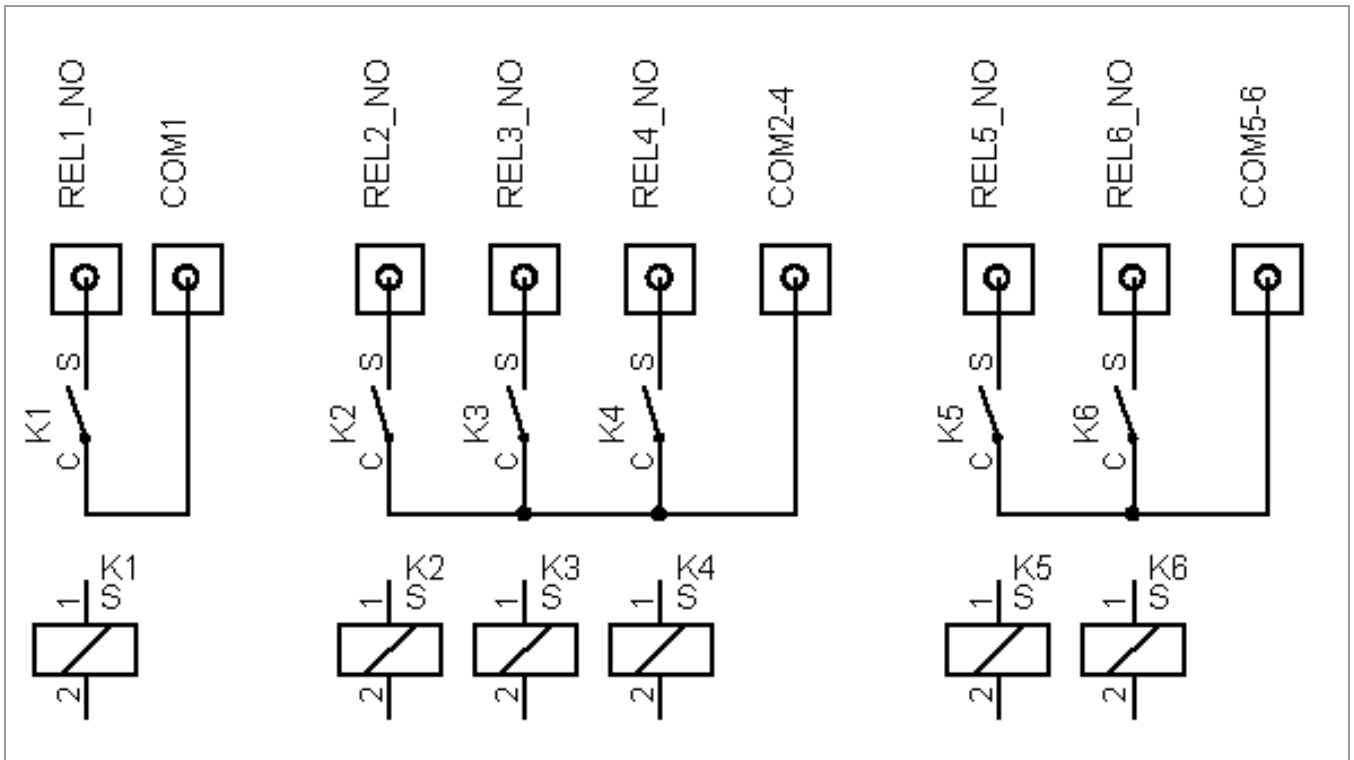 REL1_NO
COM1
REL2_NO
REL3_NO
REL4_NO
COM2-4
REL5_NO
REL6_NO
COM5-6
S
S
S
S
S
S
K1
K2
K3
K4
K5
K6
C
C
C
C
C
C
K1
K2
K3
K4
K5
K6
1 S
1 S
1 S
1 S
1 S
1 S
2
2
2
2
2
2